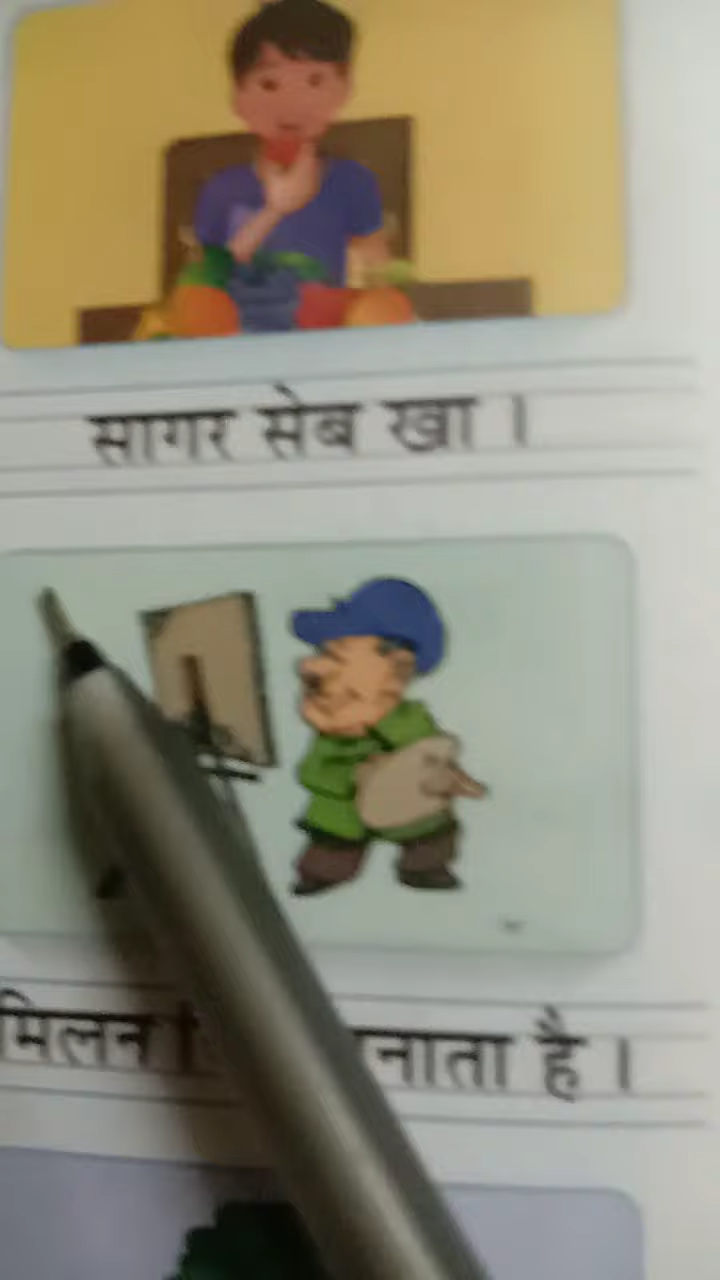 सागर सेब खा ।
मिलन नाता है ।